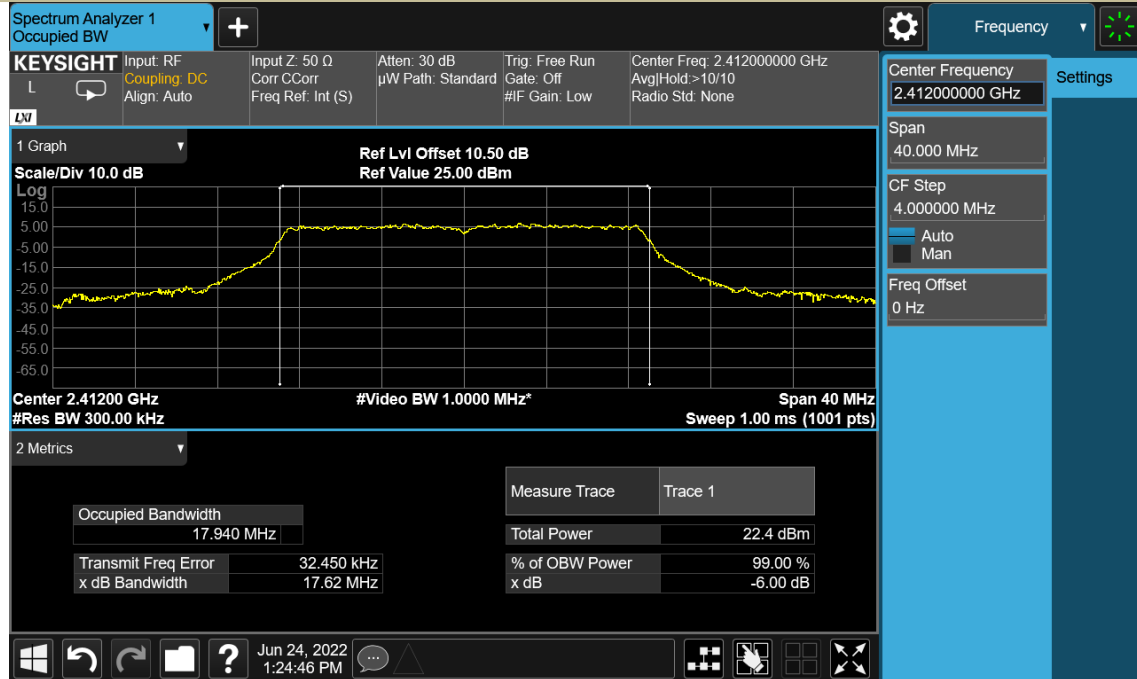 Spectrum Analyzer 1
Occupied BW
+
Frequency
KEYSIGHT
L
LXI
Input: RF
Coupling: DC
Align: Auto
Input Z: 50 Ω
Corr CCorr
Freq Ref: Int (S)
Atten: 30 dB
µW Path: Standard
Trig: Free Run
Gate: Off
#IF Gain: Low
Center Freq: 2.412000000 GHz
Avg|Hold:>10/10
Radio Std: None
Center Frequency
2.412000000 GHz
Settings
Span
40.000 MHz
CF Step
4.000000 MHz
Auto
Man
Freq Offset
0 Hz
1 Graph
Scale/Div 10.0 dB
Ref Lvl Offset 10.50 dB
Ref Value 25.00 dBm
Log
15.0
5.00
-5.00
-15.0
-25.0
-35.0
-45.0
-55.0
-65.0
Center 2.41200 GHz
#Video BW 1.0000 MHz*
Span 40 MHz
#Res BW 300.00 kHz
Sweep 1.00 ms (1001 pts)
2 Metrics
Measure Trace Trace 1
Occupied Bandwidth
17.940 MHz
Total Power 22.4 dBm
Transmit Freq Error 32.450 kHz
% of OBW Power 99.00 %
x dB Bandwidth 17.62 MHz
x dB -6.00 dB
?
Jun 24, 2022
1:24:46 PM